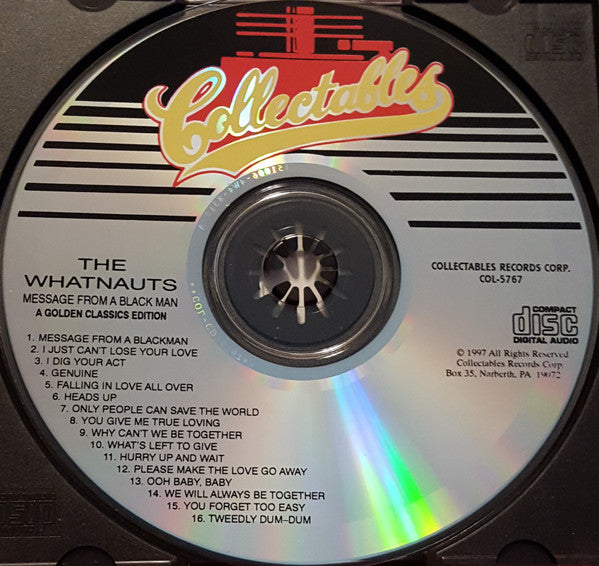 Collectables
THE
WHATNAUTS
MESSAGE FROM A BLACK MAN
A GOLDEN CLASSICS EDITION
1. MESSAGE FROM A BLACKMAN
2. I JUST CAN'T LOSE YOUR LOVE
3. I DIG YOUR ACT
4. GENUINE
5. FALLING IN LOVE ALL OVER
6. HEADS UP
7. ONLY PEOPLE CAN SAVE THE WORLD
8. YOU GIVE ME TRUE LOVING
9. WHY CAN'T WE BE TOGETHER
10. WHAT'S LEFT TO GIVE
11. HURRY UP AND WAIT
12. PLEASE MAKE THE LOVE GO AWAY
13. OOH BABY, BABY
14. WE WILL ALWAYS BE TOGETHER
15. YOU FORGET TOO EASY
16. TWEEDLY DUM-DUM
COLLECTABLES RECORDS CORP.
COL-5767
COMPACT
disc
DIGITAL AUDIO
© 1997 All Rights Reserved
Collectables Records Corp
Box 35, Narberth, PA 19072